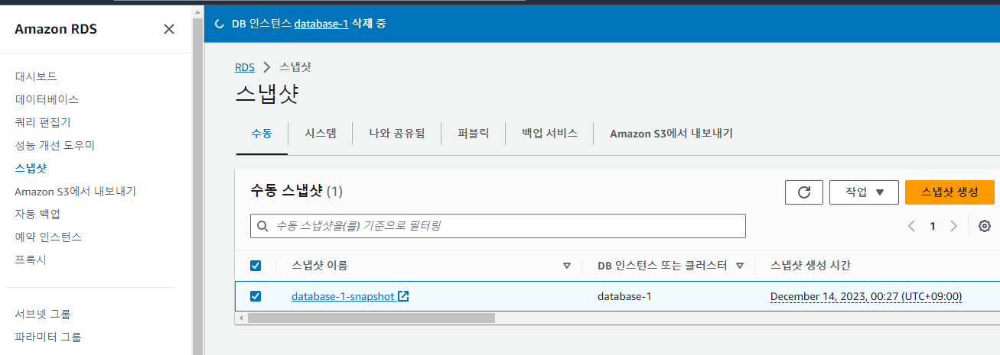 Amazon RDS
대시보드
데이터베이스
쿼리 편집기
성능 개선 도우미
스냅샷
Amazon S3에서 내보내기
자동 백업
예약 인스턴스
프록시
서브넷 그룹
파라미터 그룹
DB 인스턴스 database-1 삭제 중
RDS > 스냅샷
스냅샷
수동 시스템 나와 공유됨 퍼블릭 백업 서비스 Amazon S3에서 내보내기
수동 스냅샷 (1)
작업 스냅샷 생성
수동 스냅샷을(를) 기준으로 필터링
1
스냅샷 이름 DB 인스턴스 또는 클러스터 스냅샷 생성 시간
database-1-snapshot database-1 December 14, 2023, 00:27 (UTC+09:00)